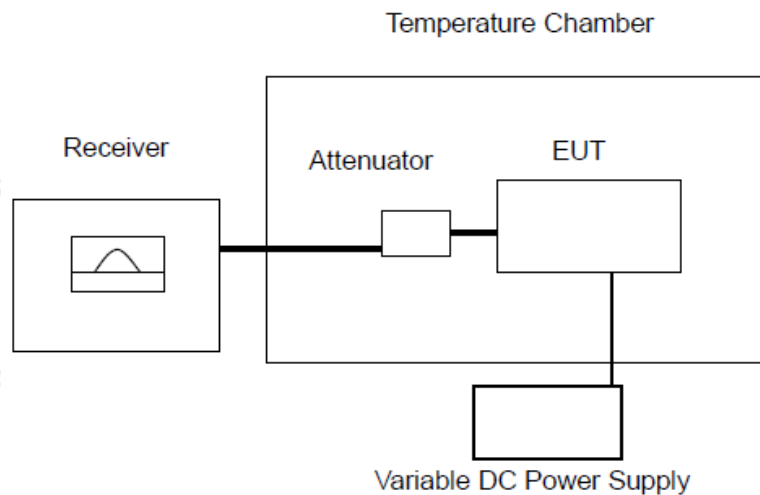 Temperature Chamber
Receiver
Attenuator
EUT
Variable DC Power Supply